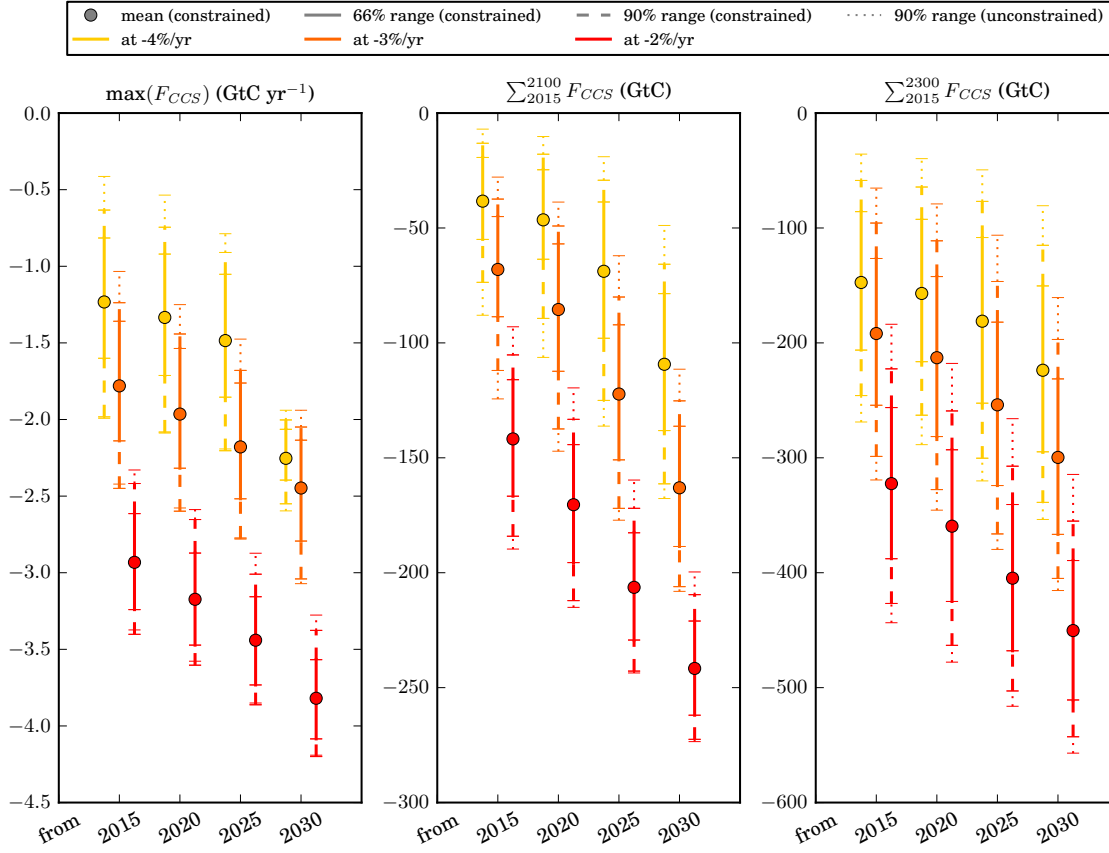 mean (constrained) 66% range (constrained) 90% range (constrained) 90% range (unconstrained)
at -4%/yr at -3%/yr at -2%/yr
max(F_CCS) (GtC yr⁻¹) ∑²¹⁰⁰₂₀₁₅ F_CCS (GtC) ∑²³⁰⁰₂₀₁₅ F_CCS (GtC)
0.0 0 0
−0.5
−50 −100
−1.0
−1.5
−100 −200
−2.0
−150 −300
−2.5
−3.0
−200 −400
−3.5
−250 −500
−4.0
−4.5 −300 −600
from 2015 2020 2025 2030 from 2015 2020 2025 2030 from 2015 2020 2025 2030